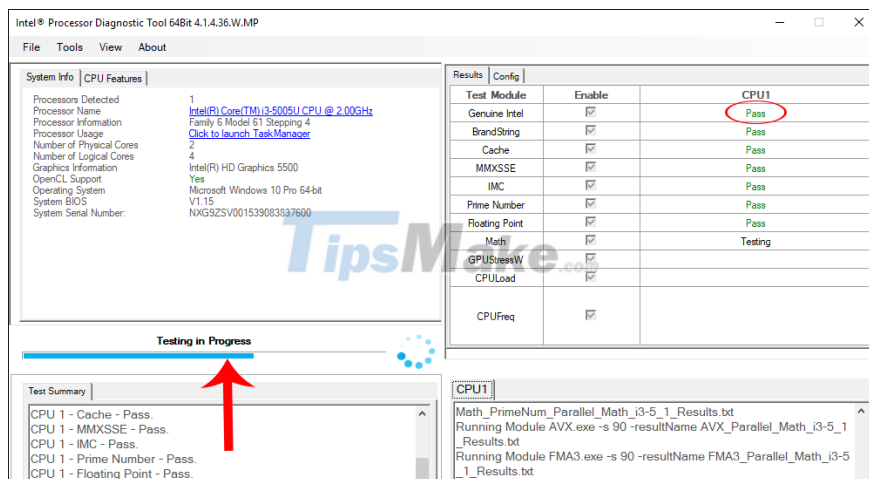 Intel® Processor Diagnostic Tool 64Bit 4.1.4.36.W.MP
File Tools View About
System Info CPU Features
Processors Detected 1
Processor Name Intel(R) Core(TM) i3-5005U CPU @ 2.00GHz
Processor Information Family 6 Model 61 Stepping 4
Processor Usage Click to launch TaskManager
Number of Physical Cores 2
Number of Logical Cores 4
Graphics Information Intel(R) HD Graphics 5500
OpenCL Support Yes
Operating System Microsoft Windows 10 Pro 64-bit
System BIOS V1.15
System Serial Number: NXG9ZSV001539083837600
Testing in Progress
Results Config
Test Module Enable CPU1
Genuine Intel Pass
BrandString Pass
Cache Pass
MMXSSE Pass
IMC Pass
Prime Number Pass
Floating Point Pass
Math Testing
GPUStressW
CPULoad
CPUFreq
TipsMake.com
Test Summary
CPU 1 - Cache - Pass.
CPU 1 - MMXSSE - Pass.
CPU 1 - IMC - Pass.
CPU 1 - Prime Number - Pass.
CPU 1 - Floating Point - Pass.
CPU1
Math_PrimeNum_Parallel_Math_i3-5_1_Results.txt
Running Module AVX.exe -s 90 -resultName AVX_Parallel_Math_i3-5_1
_Results.txt
Running Module FMA3.exe -s 90 -resultName FMA3_Parallel_Math_i3-5
_1_Results.txt